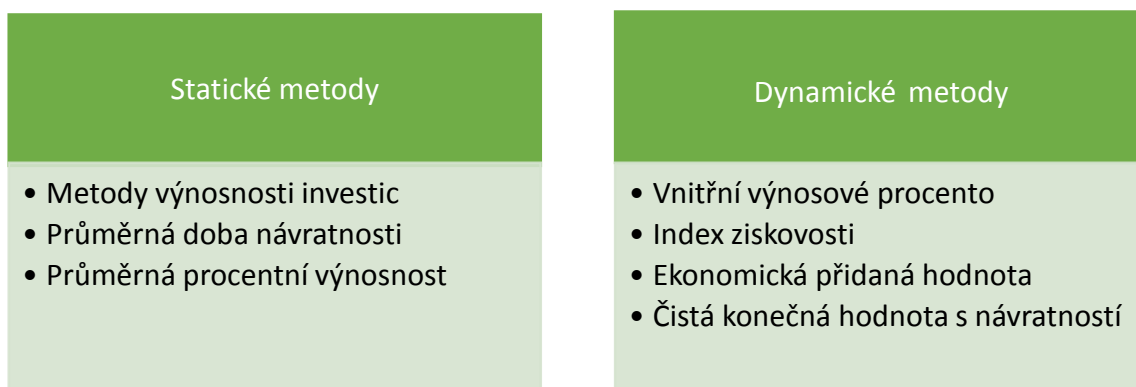 Statické metody
• Metody výnosnosti investic
• Průměrná doba návratnosti
• Průměrná procentní výnosnost
Dynamické metody
• Vnitřní výnosové procento
• Index ziskovosti
• Ekonomická přidaná hodnota
• Čistá konečná hodnota s návratností